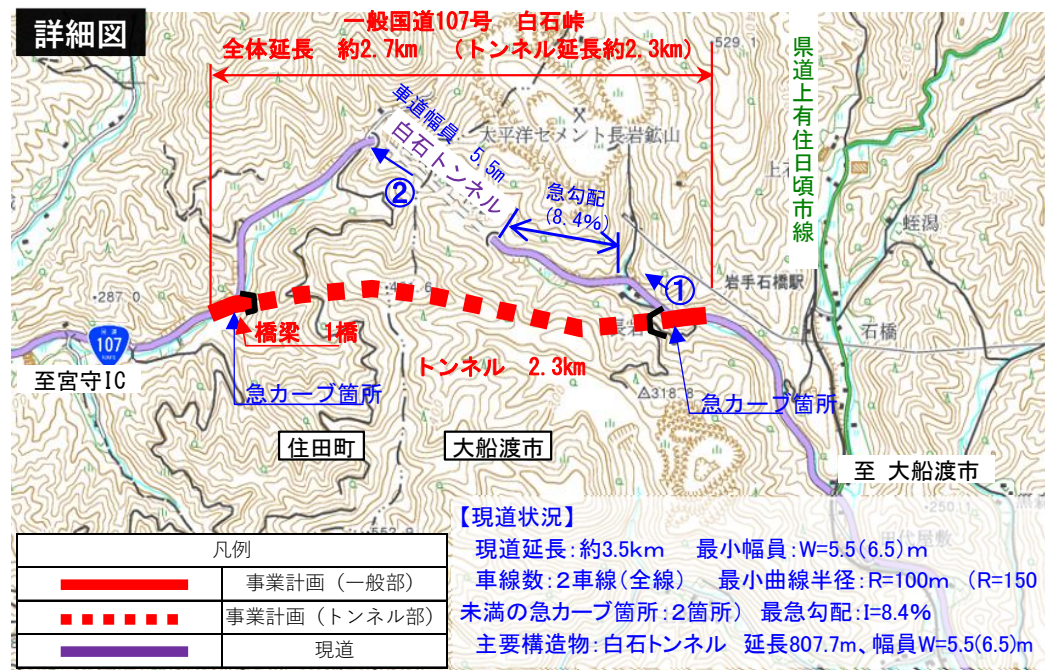 詳細図
一般国道107号 白石峠
全体延長 約2.7km (トンネル延長約2.3km)
529.1
県道上有住日頃市線
車道幅員 5.5m
白石トンネル
太平洋セメント長岩鉱山
②
急勾配
(8.4%)
蛭潟
①
岩手石橋駅
石橋
・287.0
107
橋梁 1橋
長岩
トンネル 2.3km
至宮守IC
急カーブ箇所
△318.8
急カーブ箇所
住田町
大船渡市
至 大船渡市
【現道状況】
現道延長:約3.5km 最小幅員:W=5.5(6.5)m
車線数:2車線(全線) 最小曲線半径:R=100m (R=150
未満の急カーブ箇所:2箇所) 最急勾配:I=8.4%
主要構造物:白石トンネル 延長807.7m、幅員W=5.5(6.5)m
凡例
事業計画(一般部)
事業計画(トンネル部)
現道